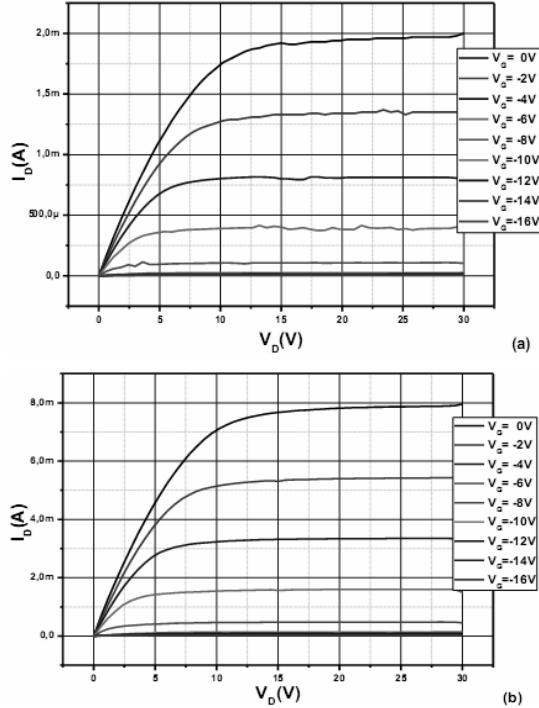 2,0m
1,5m
1,0m
500,0µ
0,0
I_D(A)
0
5
10
15
20
25
30
V_D(V)
V_G= 0V
V_G= -2V
V_G= -4V
V_G= -6V
V_G= -8V
V_G=-10V
V_G=-12V
V_G=-14V
V_G=-16V
(a)
8,0m
6,0m
4,0m
2,0m
0,0
I_D(A)
0
5
10
15
20
25
30
V_D(V)
V_G= 0V
V_G= -2V
V_G= -4V
V_G= -6V
V_G= -8V
V_G=-10V
V_G=-12V
V_G=-14V
V_G=-16V
(b)